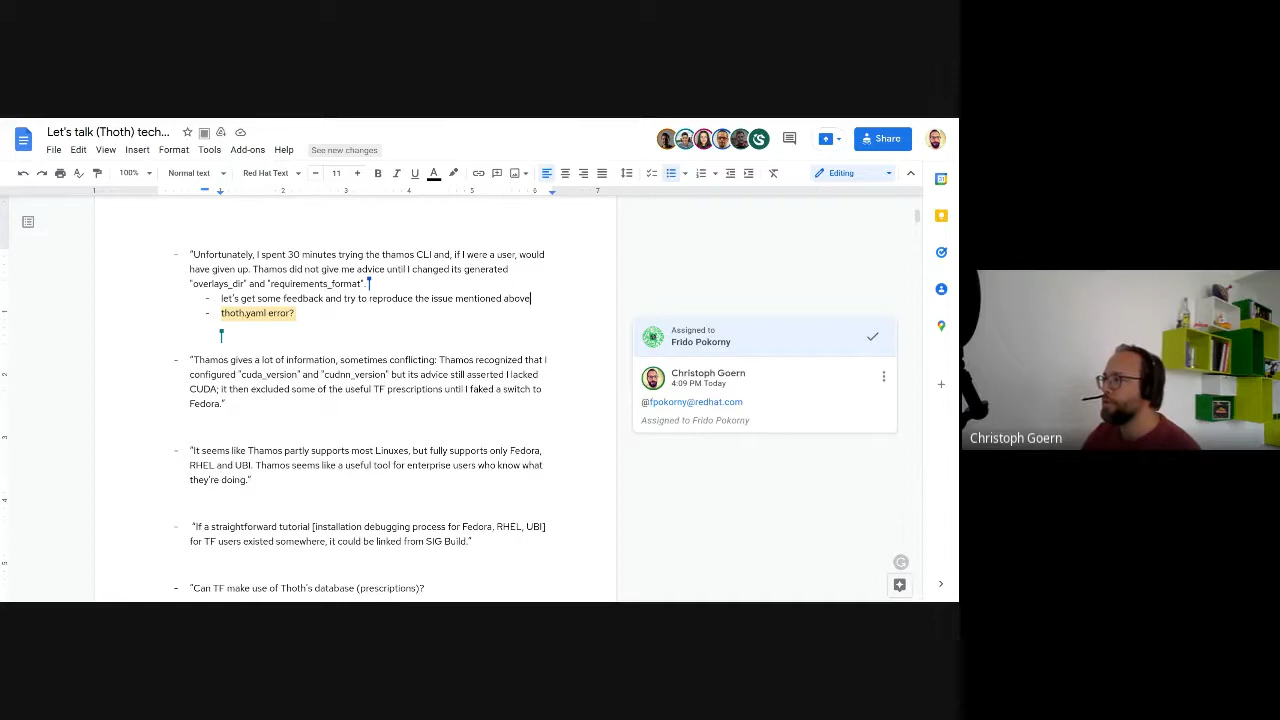 Let's talk (Thoth) tech...
File Edit View Insert Format Tools Add-ons Help See new changes
Share
100% Normal text Red Hat Text 11 Editing
1 1 2 3 4 5 6 7
- "Unfortunately, I spent 30 minutes trying the thamos CLI and, if I were a user, would
have given up. Thamos did not give me advice until I changed its generated
"overlays_dir" and "requirements_format".
- let's get some feedback and try to reproduce the issue mentioned above
- thoth.yaml error?
- "Thamos gives a lot of information, sometimes conflicting: Thamos recognized that I
configured "cuda_version" and "cudnn_version" but its advice still asserted I lacked
CUDA; it then excluded some of the useful TF prescriptions until I faked a switch to
Fedora."
- "It seems like Thamos partly supports most Linuxes, but fully supports only Fedora,
RHEL and UBI. Thamos seems like a useful tool for enterprise users who know what
they're doing."
- "If a straightforward tutorial [installation debugging process for Fedora, RHEL, UBI]
for TF users existed somewhere, it could be linked from SIG Build."
- "Can TF make use of Thoth's database (prescriptions)?
Assigned to
Frido Pokorny
Christoph Goern
4:09 PM Today
@fpokorny@redhat.com
Assigned to Frido Pokorny
Christoph Goern